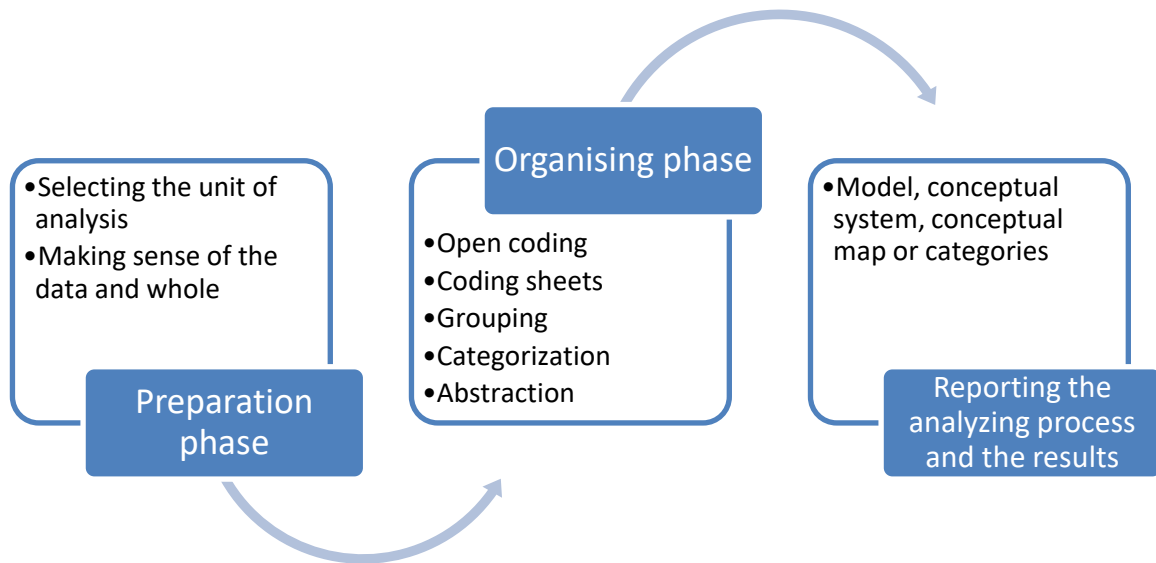 •Selecting the unit of
analysis
•Making sense of the
data and whole
Preparation
phase
Organising phase
•Open coding
•Coding sheets
•Grouping
•Categorization
•Abstraction
•Model, conceptual
system, conceptual
map or categories
Reporting the
analyzing process
and the results